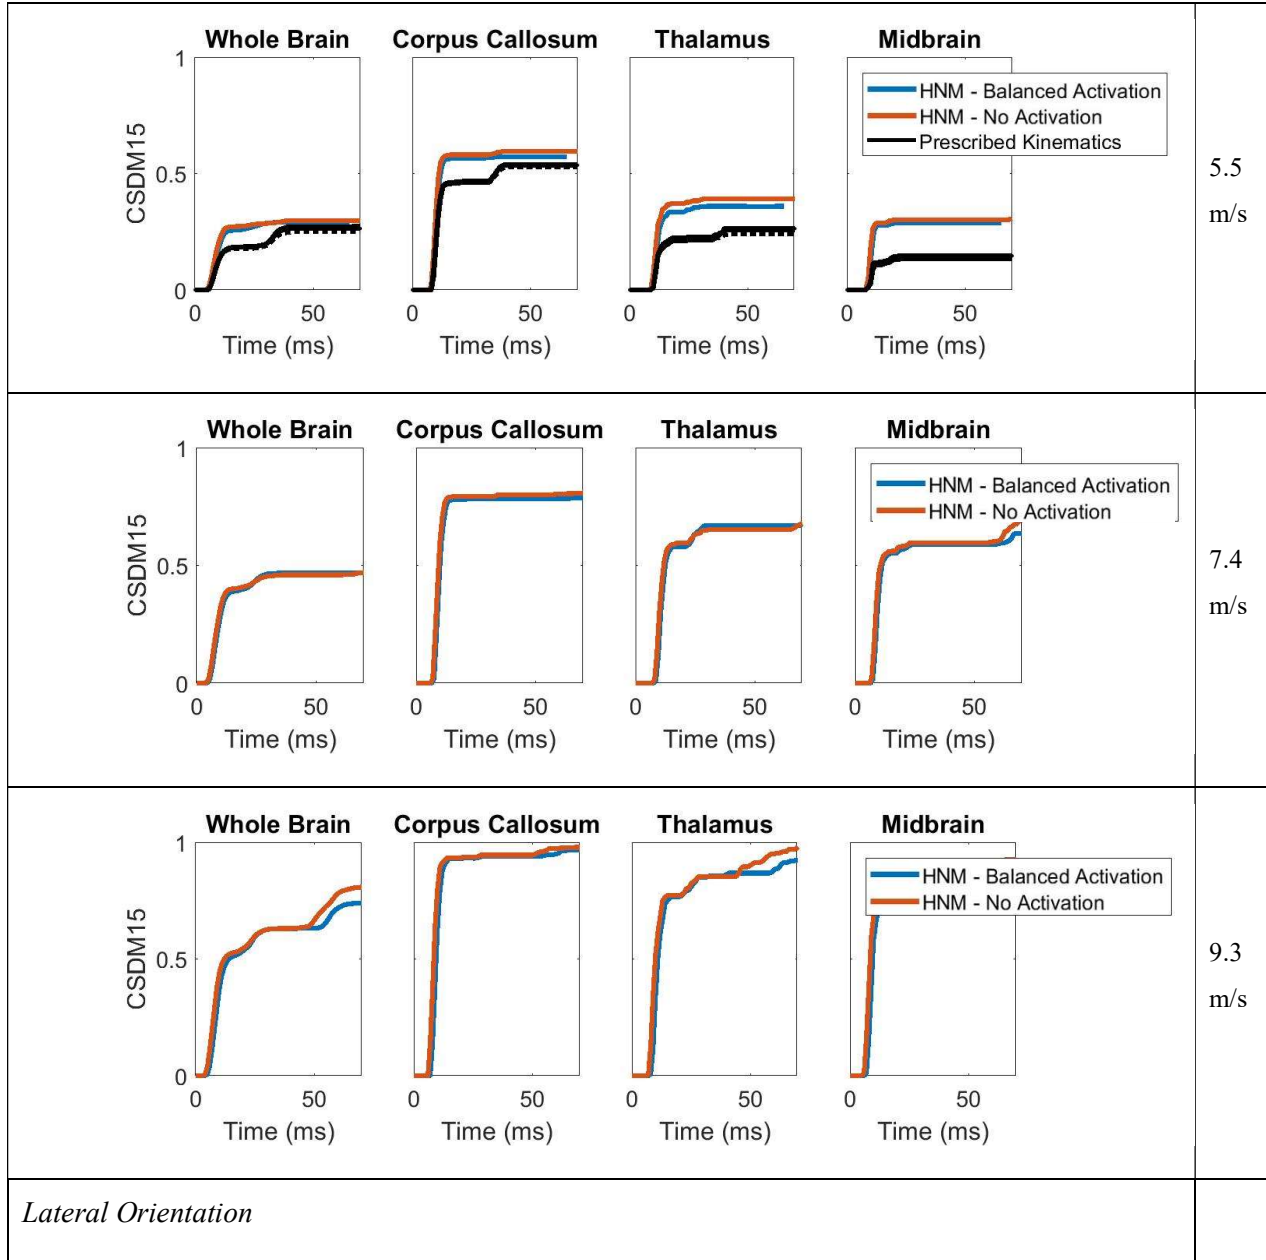 Whole Brain Corpus Callosum Thalamus Midbrain
1
HNM - Balanced Activation
HNM - No Activation
Prescribed Kinematics
CSDM15
0.5
5.5
m/s
0
0 50 0 50 0 50 0 50
Time (ms) Time (ms) Time (ms) Time (ms)
Whole Brain Corpus Callosum Thalamus Midbrain
1
HNM - Balanced Activation
HNM - No Activation
CSDM15
0.5
7.4
m/s
0
0 50 0 50 0 50 0 50
Time (ms) Time (ms) Time (ms) Time (ms)
Whole Brain Corpus Callosum Thalamus Midbrain
1
HNM - Balanced Activation
HNM - No Activation
CSDM15
0.5
9.3
m/s
0
0 50 0 50 0 50 0 50
Time (ms) Time (ms) Time (ms) Time (ms)
Lateral Orientation